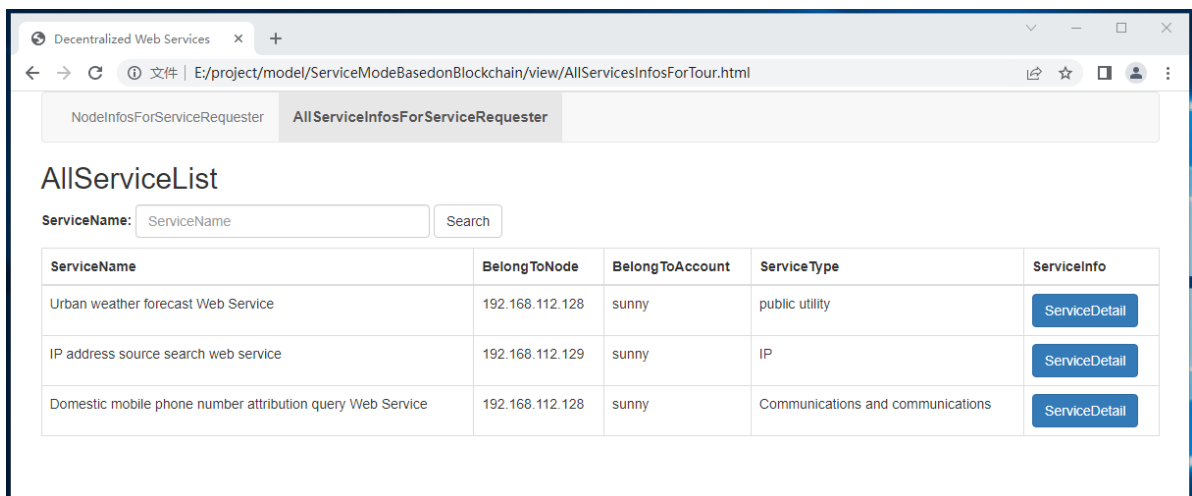 Decentralized Web Services
文件 | E:/project/model/ServiceModeBasedonBlockchain/view/AllServicesInfosForTour.html
NodeInfosForServiceRequester AllServiceInfosForServiceRequester
AllServiceList
ServiceName: ServiceName Search
ServiceName BelongToNode BelongToAccount ServiceType ServiceInfo
Urban weather forecast Web Service 192.168.112.128 sunny public utility ServiceDetail
IP address source search web service 192.168.112.129 sunny IP ServiceDetail
Domestic mobile phone number attribution query Web Service 192.168.112.128 sunny Communications and communications ServiceDetail